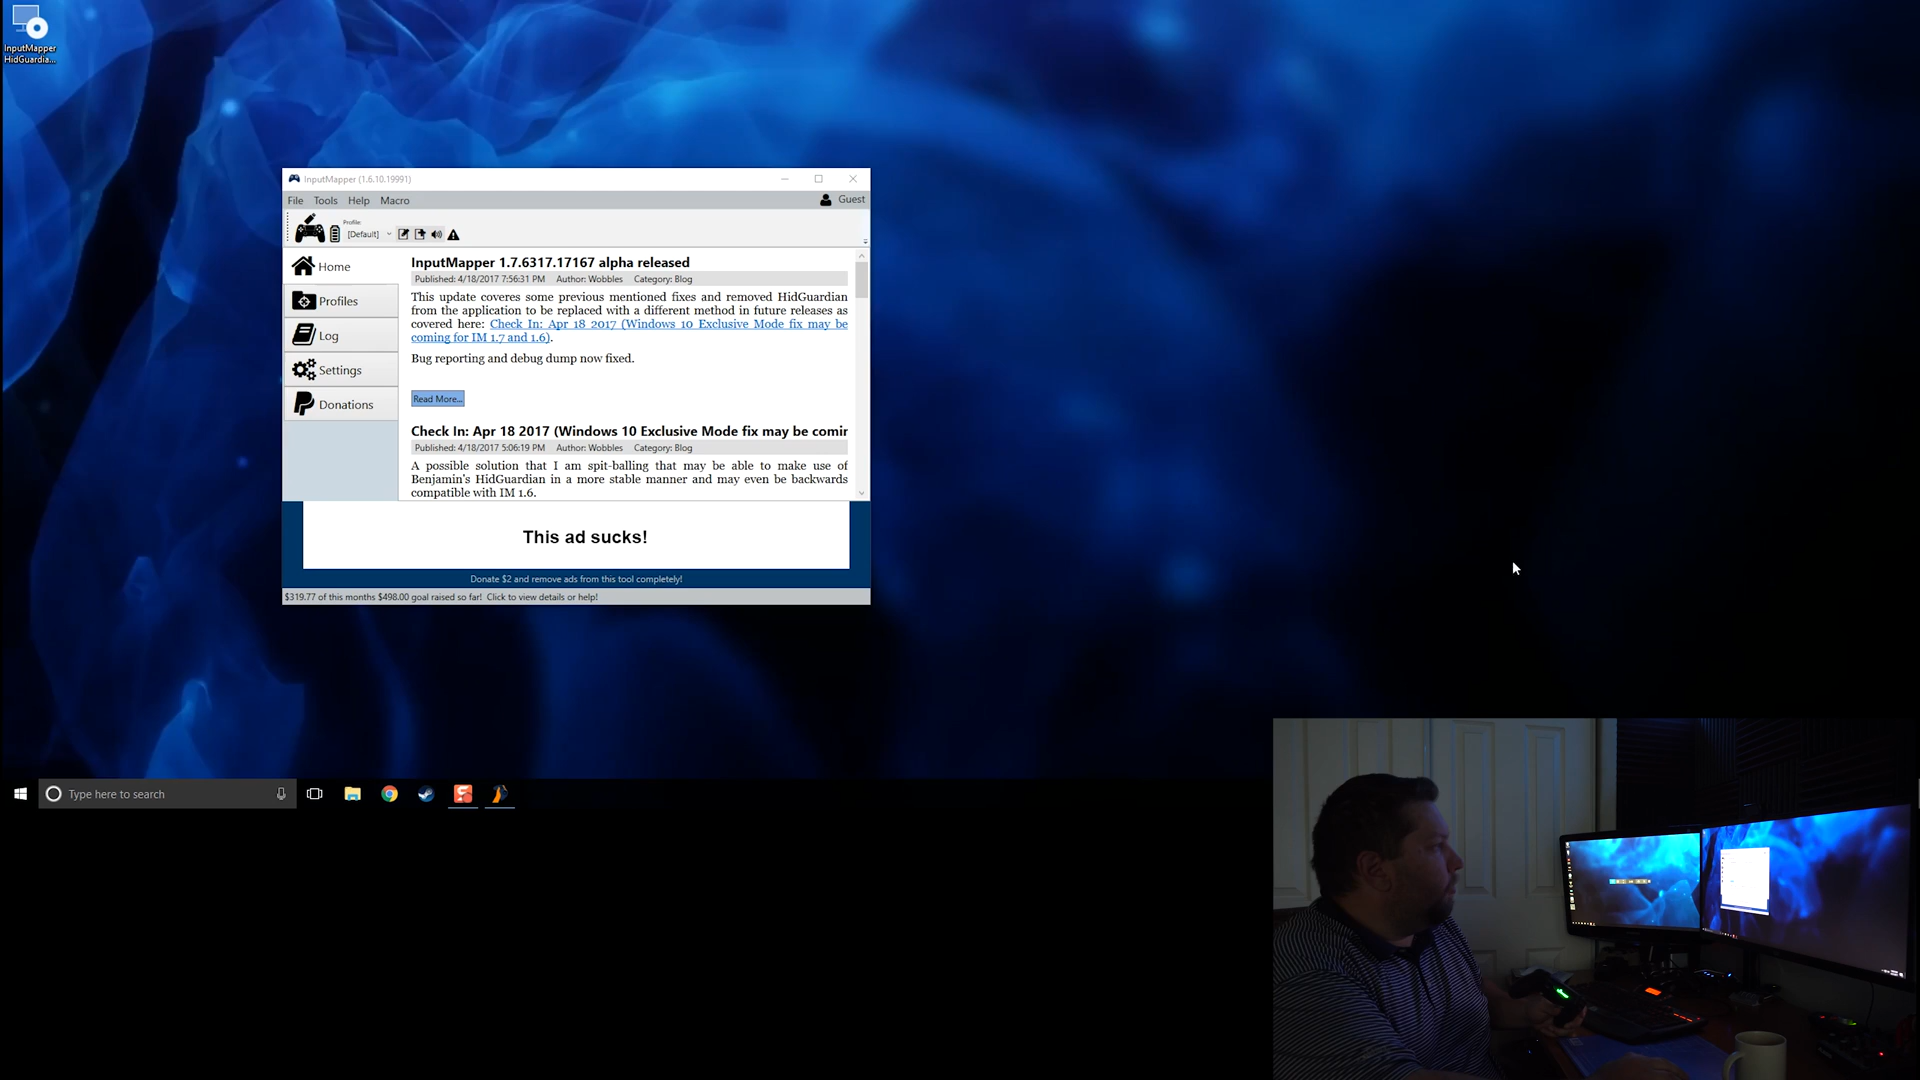 InputMapper
HidGuardia...
InputMapper (1.6.10.19991)
File Tools Help Macro Guest
Profile:
[Default]
Home
Profiles
Log
Settings
Donations
InputMapper 1.7.6317.17167 alpha released
Published: 4/18/2017 7:56:31 PM Author: Wobbles Category: Blog
This update coveres some previous mentioned fixes and removed HidGuardian
from the application to be replaced with a different method in future releases as
covered here: Check In: Apr 18 2017 (Windows 10 Exclusive Mode fix may be
coming for IM 1.7 and 1.6).
Bug reporting and debug dump now fixed.
Read More...
Check In: Apr 18 2017 (Windows 10 Exclusive Mode fix may be comin
Published: 4/18/2017 5:06:19 PM Author: Wobbles Category: Blog
A possible solution that I am spit-balling that may be able to make use of
Benjamin's HidGuardian in a more stable manner and may even be backwards
compatible with IM 1.6.
This ad sucks!
Donate $2 and remove ads from this tool completely!
$319.77 of this months $498.00 goal raised so far! Click to view details or help!
Type here to search